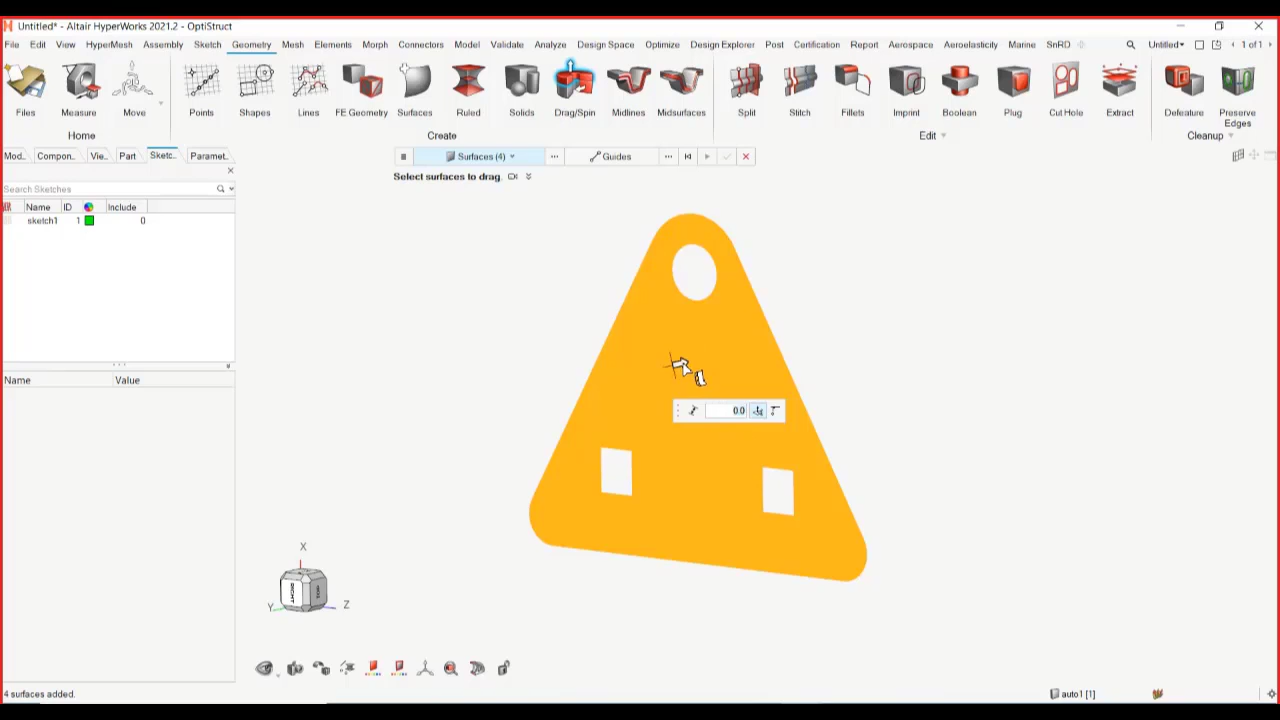 Untitled* - Altair HyperWorks 2021.2 - OptiStruct
File Edit View HyperMesh Assembly Sketch Geometry Mesh Elements Morph Connectors Model Validate Analyze Design Space Optimize Design Explorer Post Certification Report Aerospace Aeroelasticity Marine SnRD Untitled 1 of 1
Files Measure Move Points Shapes Lines FE Geometry Surfaces Ruled Solids Drag/Spin Midlines Midsurfaces Split Stitch Fillets Imprint Boolean Plug Cut Hole Extract Defeature Preserve Edges
Home Create Edit Cleanup
Mod... Compon... Vie... Part Sketc... Paramet...
Surfaces (4) ... Guides ...
Select surfaces to drag.
Search Sketches
Name ID Include
sketch1 1 0
Name Value
0.0
X
Y Z
RIGHT
4 surfaces added.
auto1 [1]